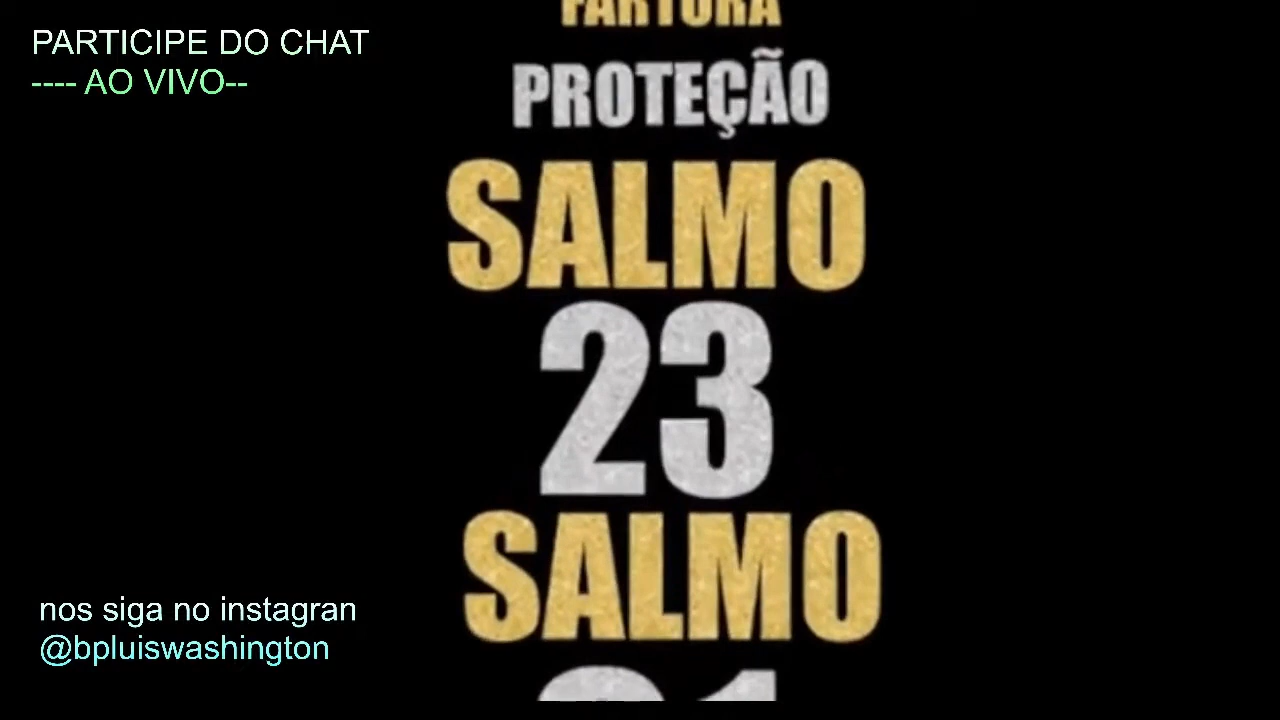 PARTICIPE DO CHAT
---- AO VIVO--
FARTURA
PROTEÇÃO
SALMO
23
SALMO
nos siga no instagran
@bpluiswashington